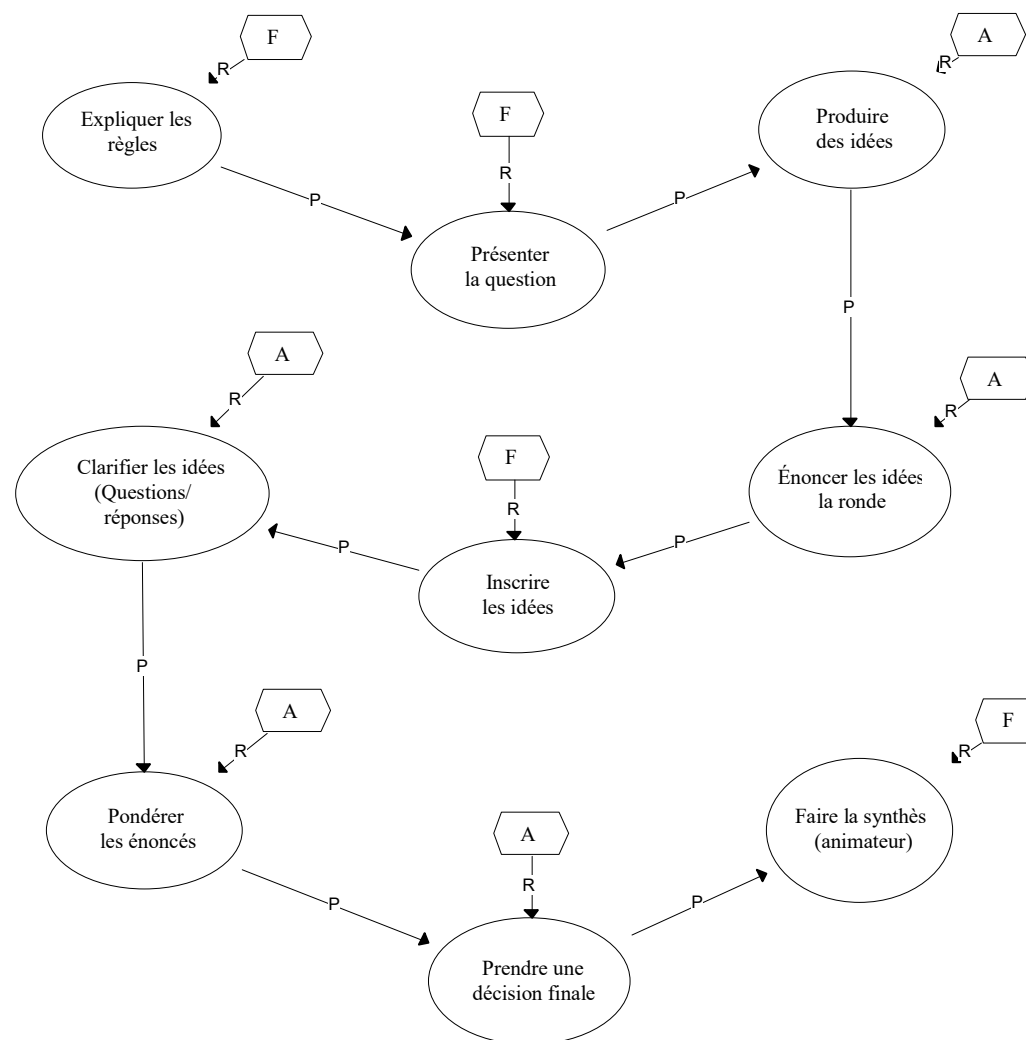 F
R
Expliquer les
règles
P
F
R
Présenter
la question
P
A
R
Produire
des idées
P
A
R
Énoncer les idées
la ronde
P
F
R
Inscrire
les idées
P
A
R
Clarifier les idées
(Questions/
réponses)
P
A
R
Pondérer
les énoncés
P
A
R
Prendre une
décision finale
P
F
R
Faire la synthès
(animateur)